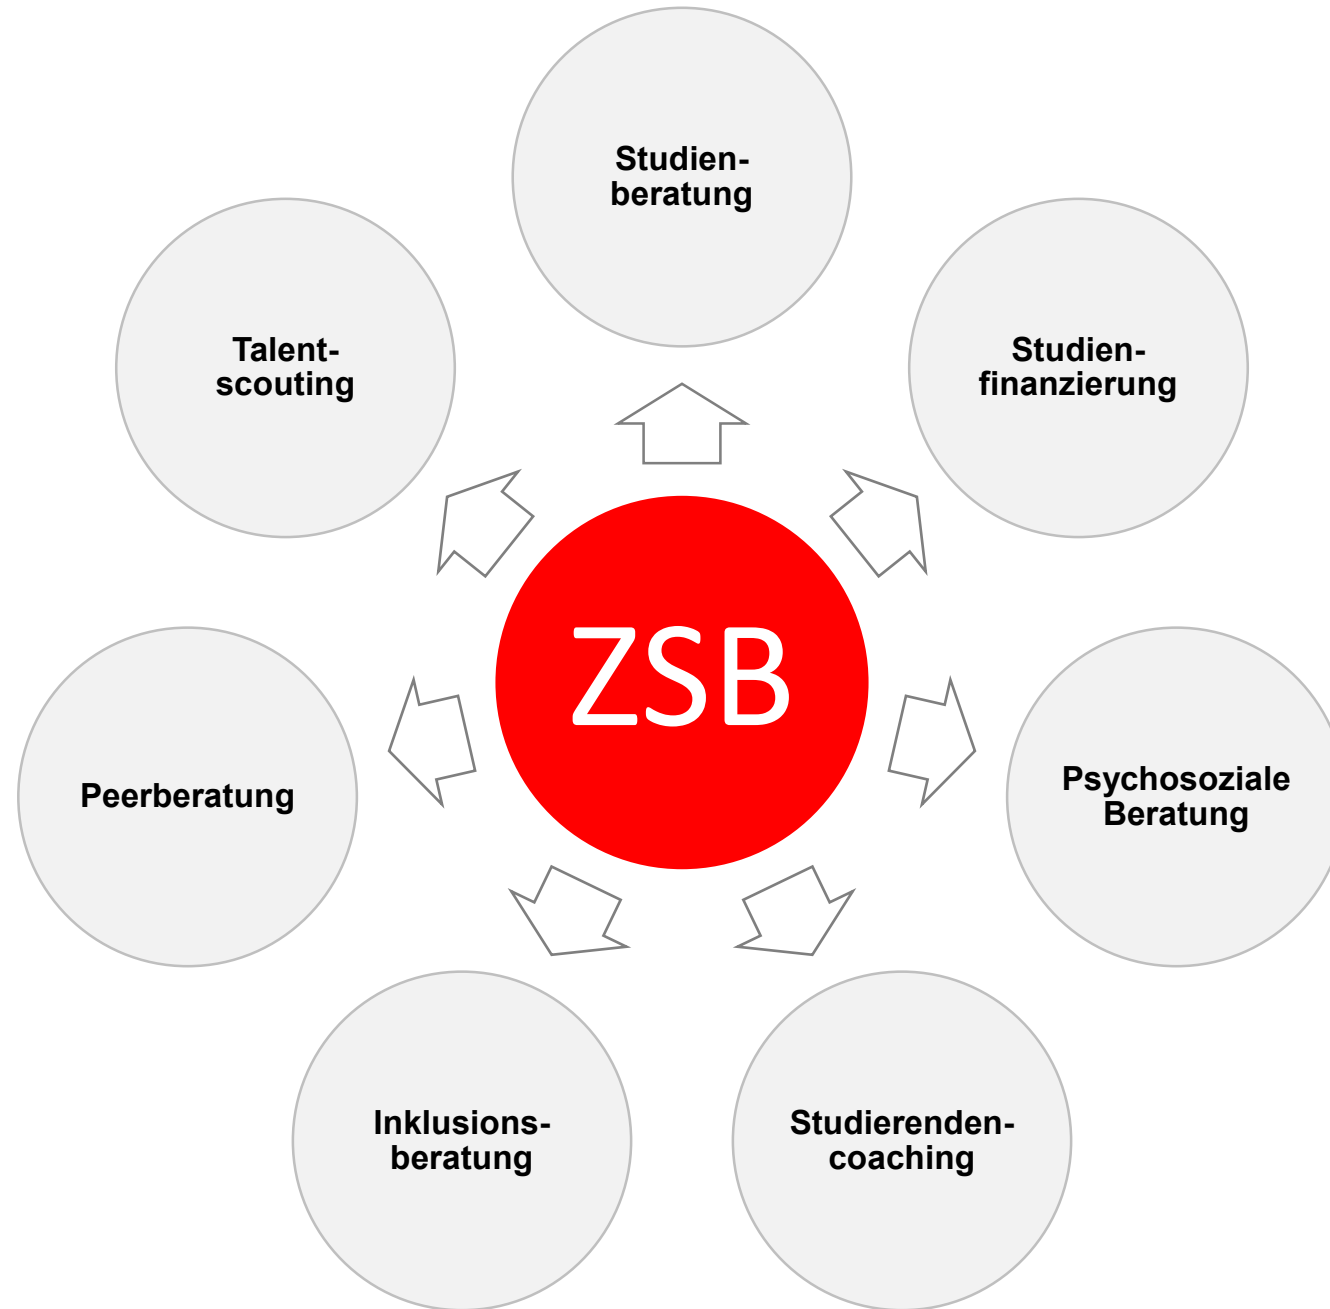 Studien-
beratung
Talent-
scouting
Studien-
finanzierung
ZSB
Peerberatung
Psychosoziale
Beratung
Inklusions-
beratung
Studierenden-
coaching